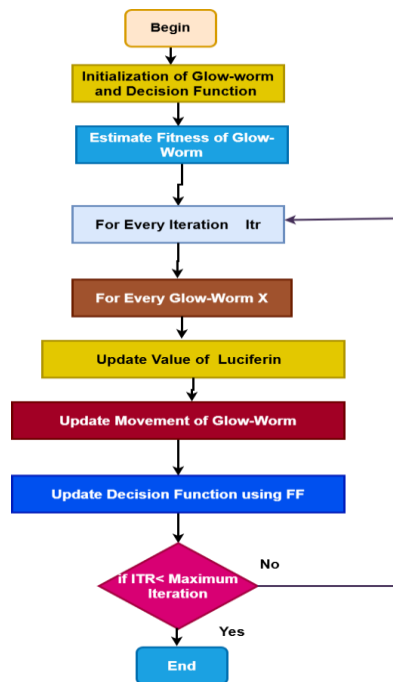 Begin
Initialization of Glow-worm
and Decision Function
Estimate Fitness of Glow-
Worm
For Every Iteration Itr
For Every Glow-Worm X
Update Value of Luciferin
Update Movement of Glow-Worm
Update Decision Function using FF
if ITR< Maximum
Iteration
No
Yes
End